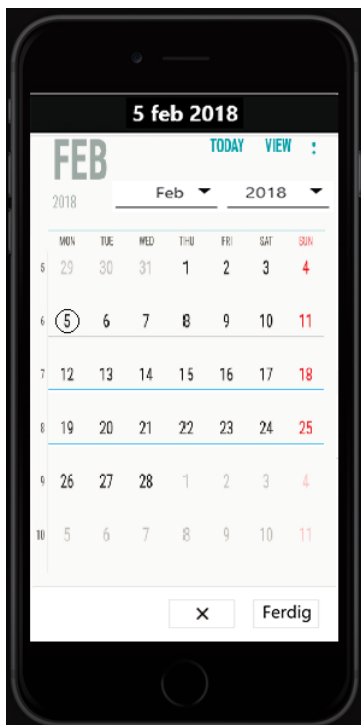 5 feb 2018
FEB TODAY VIEW :
2018 Feb 2018
MON TUE WED THU FRI SAT SUN
5 29 30 31 1 2 3 4
6 5 6 7 8 9 10 11
7 12 13 14 15 16 17 18
8 19 20 21 22 23 24 25
9 26 27 28 1 2 3 4
10 5 6 7 8 9 10 11
× Ferdig